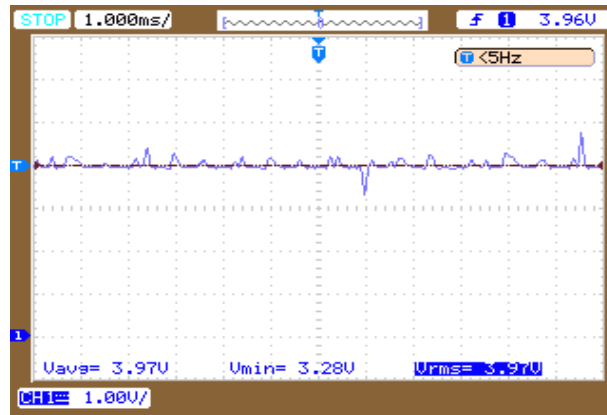 STOP 1.000ms/ T f 1 3.96V
T
T <5Hz
T
1
Vavg= 3.97V Vmin= 3.28V Vrms= 3.97V
CH1 1.00V/